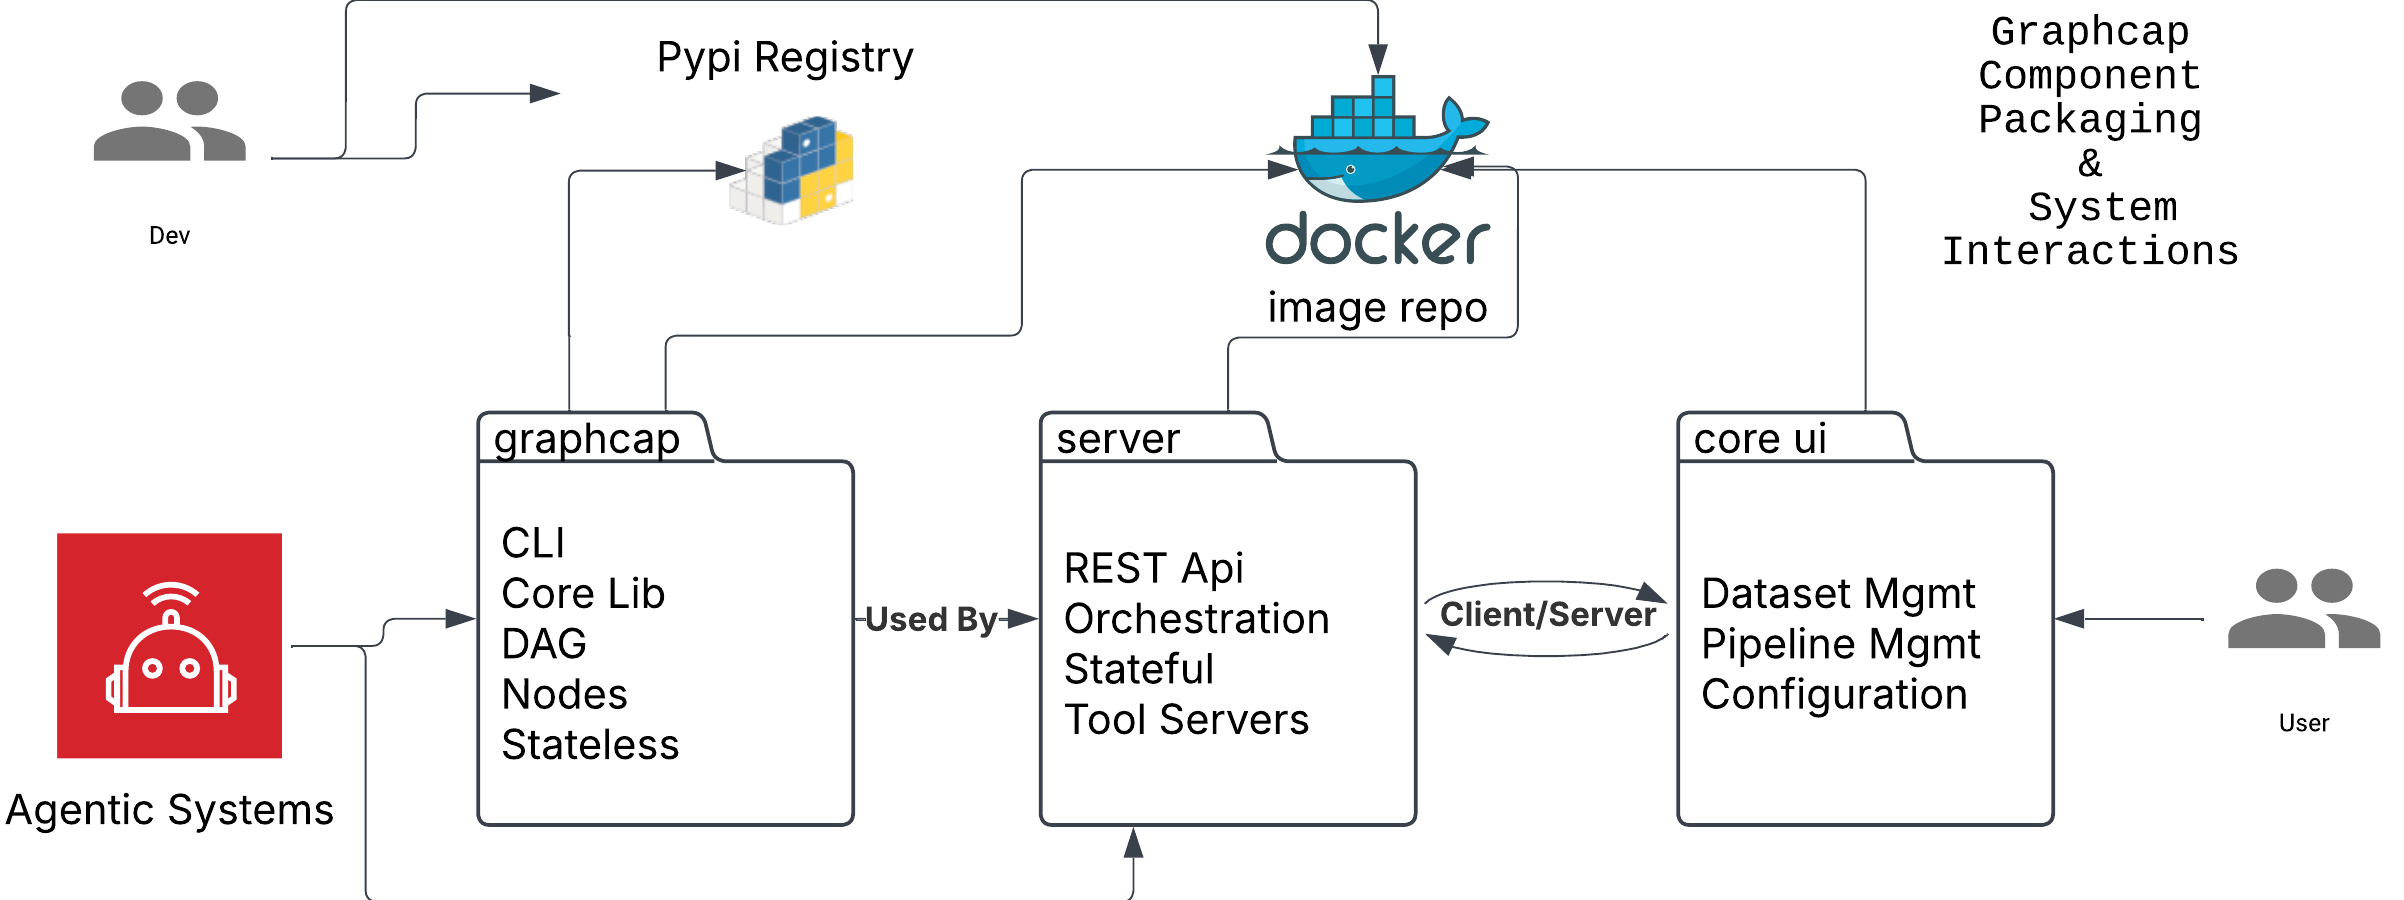 Pypi Registry
Graphcap
Component
Packaging
&
System
Interactions
Dev
docker
image repo
graphcap
CLI
Core Lib
DAG
Nodes
Stateless
Used By
server
REST Api
Orchestration
Stateful
Tool Servers
Client/Server
core ui
Dataset Mgmt
Pipeline Mgmt
Configuration
User
Agentic Systems